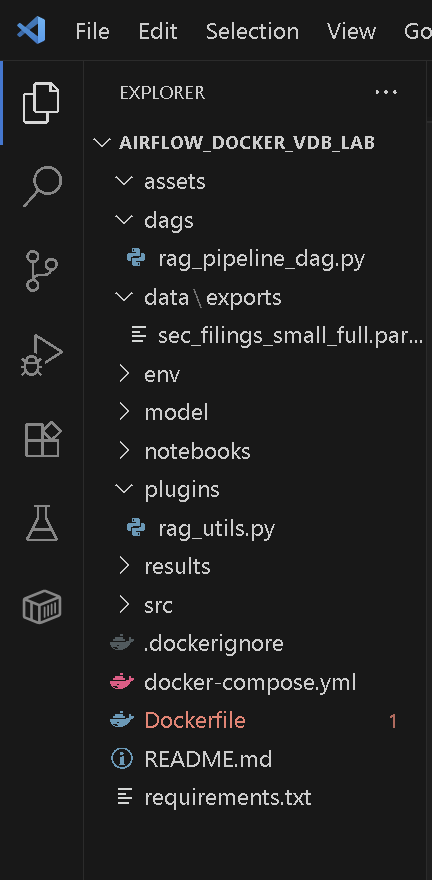 File Edit Selection View Go
EXPLORER ...
AIRFLOW_DOCKER_VDB_LAB
assets
dags
rag_pipeline_dag.py
data\exports
sec_filings_small_full.par...
env
model
notebooks
plugins
rag_utils.py
results
src
.dockerignore
docker-compose.yml
Dockerfile 1
README.md
requirements.txt